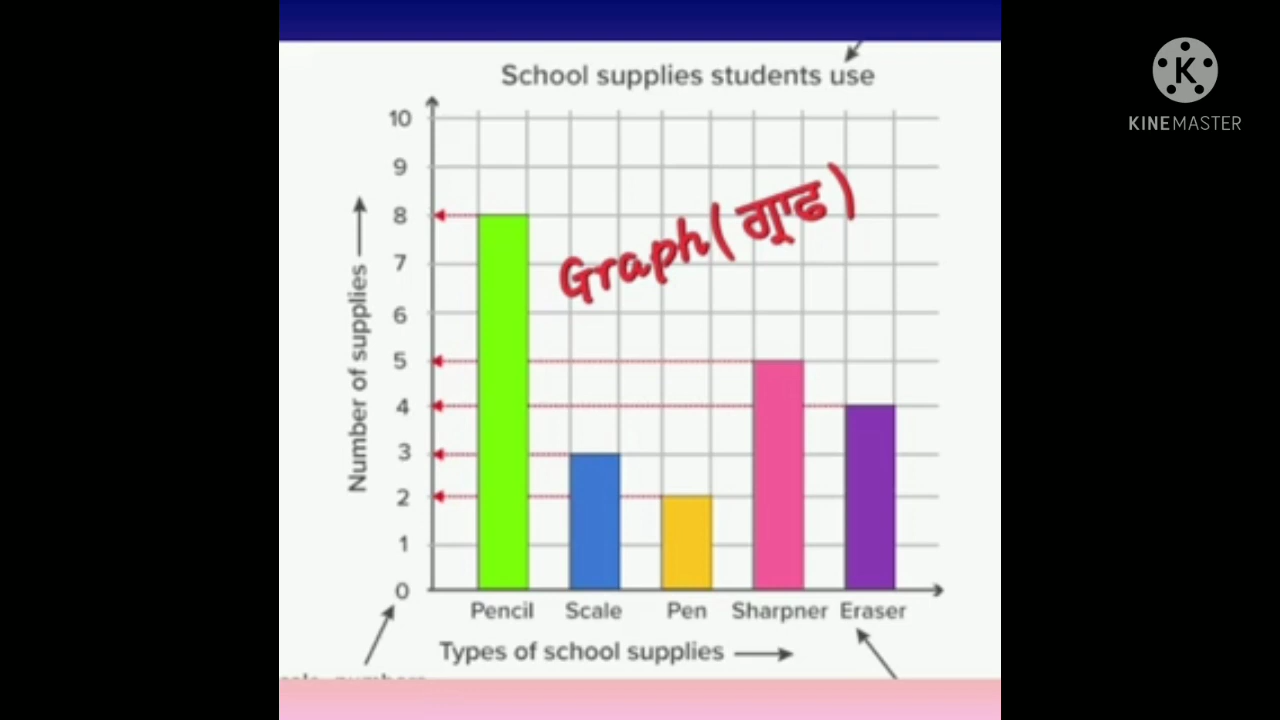 School supplies students use
10
9
8
7
6
5
4
3
2
1
0
Number of supplies
Graph (ਗ੍ਰਾਫ)
Pencil Scale Pen Sharpner Eraser
Types of school supplies
numbers
K
KINEMASTER